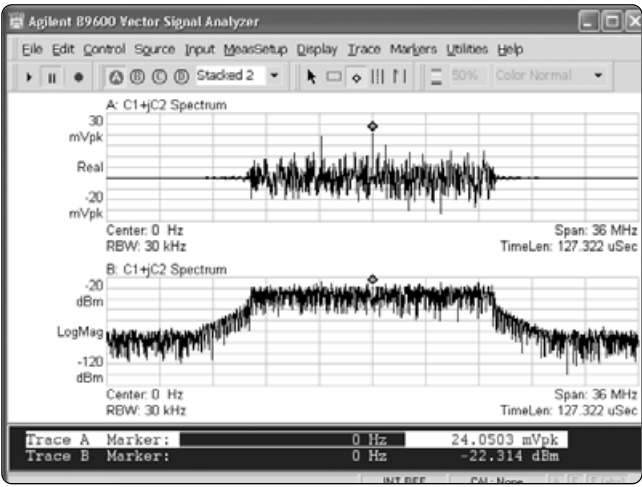 Agilent 89600 Vector Signal Analyzer
File Edit Control Source Input MeasSetup Display Trace Markers Utilities Help
A B C D Stacked 2 50% Color Normal
A: C1+jC2 Spectrum
30
mVpk
Real
-20
mVpk
Center: 0 Hz Span: 36 MHz
RBW: 30 kHz TimeLen: 127.322 uSec
B: C1+jC2 Spectrum
-20
dBm
LogMag
-120
dBm
Center: 0 Hz Span: 36 MHz
RBW: 30 kHz TimeLen: 127.322 uSec
Trace A Marker: 0 Hz 24.0503 mVpk
Trace B Marker: 0 Hz -22.314 dBm
INT REF CAL: None